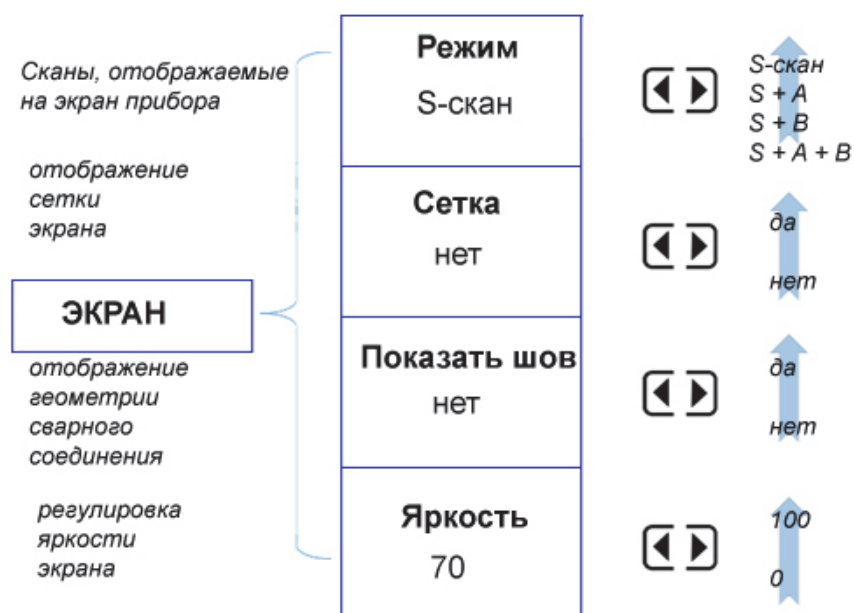 Сканы, отображаемые
на экран прибора
Режим
S-скан
S-скан
S + A
S + B
S + A + B
отображение
сетки
экрана
Сетка
нет
да
нет
ЭКРАН
отображение
геометрии
сварного
соединения
Показать шов
нет
да
нет
регулировка
яркости
экрана
Яркость
70
100
0